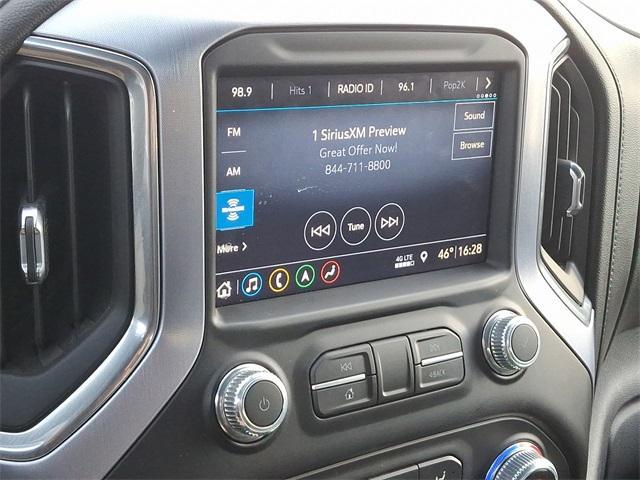 98.9 Hits 1 RADIO ID 96.1 Pop2K
FM
1 SiriusXM Preview
Sound
Great Offer Now!
Browse
AM
844-711-8800
Tune
More
4G LTE
46° 16:28
BACK